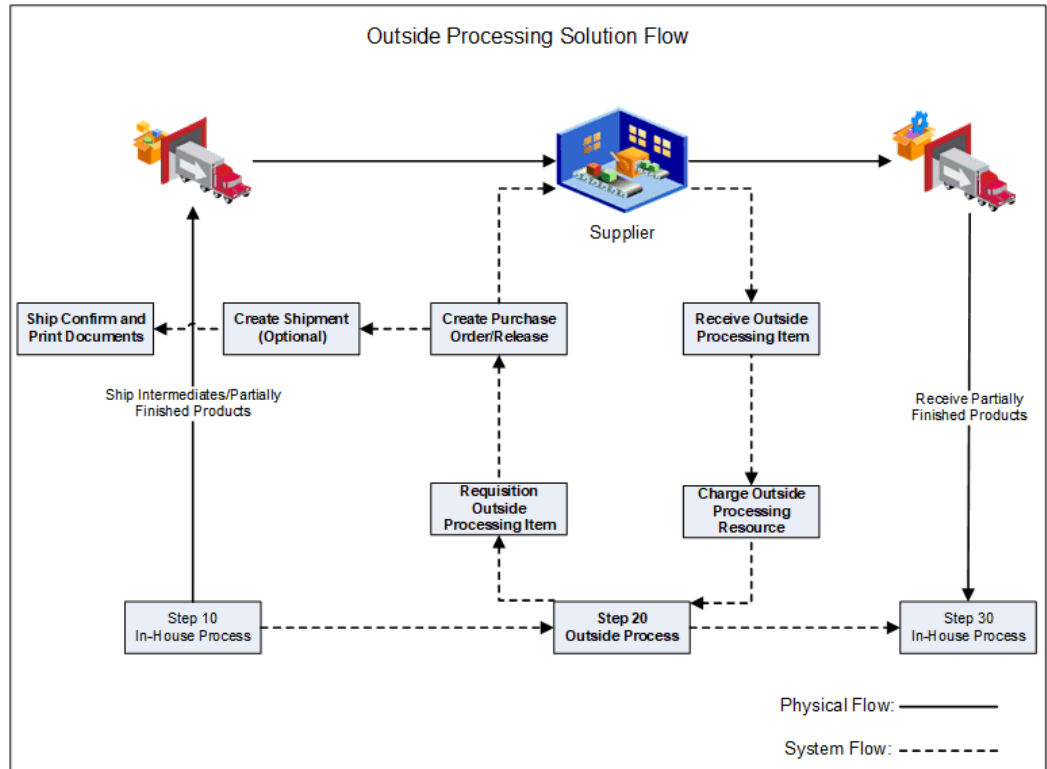 Outside Processing Solution Flow
Supplier
Ship Confirm and
Print Documents
Create Shipment
(Optional)
Create Purchase
Order/Release
Receive Outside
Processing Item
Ship Intermediates/Partially
Finished Products
Receive Partially
Finished Products
Requisition
Outside
Processing Item
Charge Outside
Processing
Resource
Step 10
In-House Process
Step 20
Outside Process
Step 30
In-House Process
Physical Flow:
System Flow: